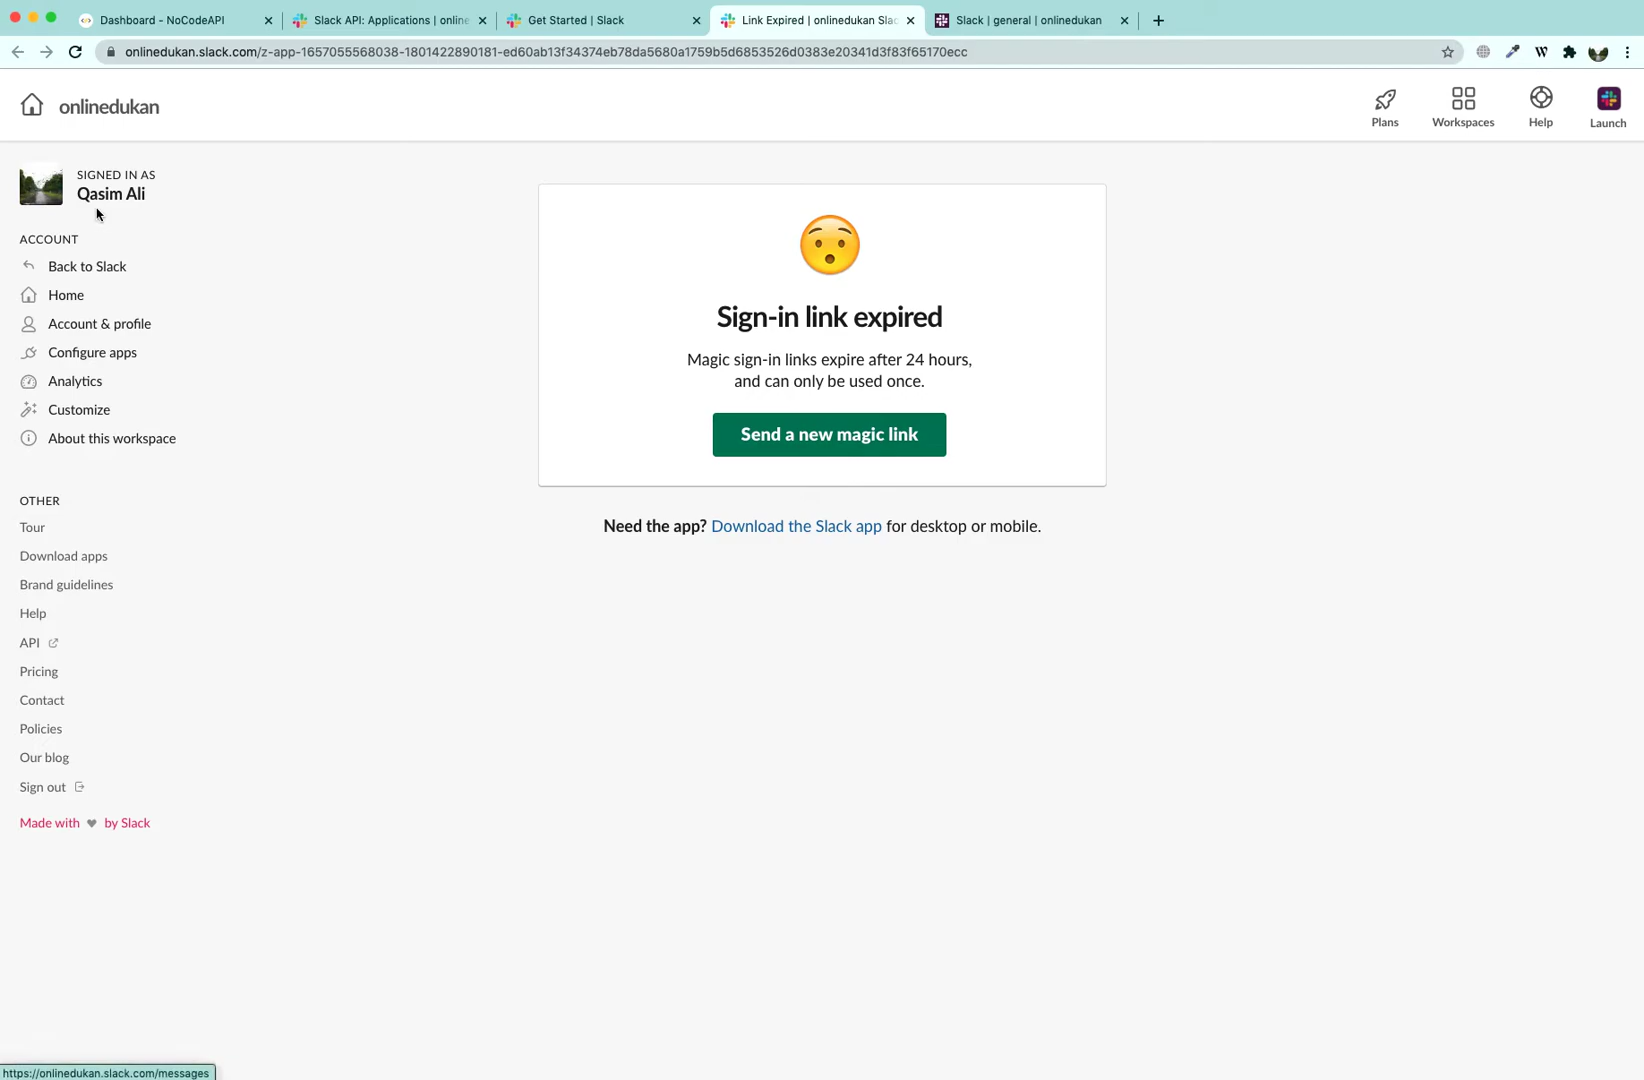 Dashboard - NoCodeAPI
Slack API: Applications | online
Get Started | Slack
Link Expired | onlinedukan Slac
Slack | general | onlinedukan
onlinedukan.slack.com/z-app-1657055568038-1801422890181-ed60ab13f34374eb78da5680a1759b5d6853526d0383e20341d3f83f65170ecc
W
onlinedukan
Plans
Workspaces
Help
Launch
SIGNED IN AS
Qasim Ali
ACCOUNT
Back to Slack
Home
Account & profile
Configure apps
Analytics
Customize
About this workspace
OTHER
Tour
Download apps
Brand guidelines
Help
API
Pricing
Contact
Policies
Our blog
Sign out
Made with ♥ by Slack
Sign-in link expired
Magic sign-in links expire after 24 hours,
and can only be used once.
Send a new magic link
Need the app? Download the Slack app for desktop or mobile.
https://onlinedukan.slack.com/messages